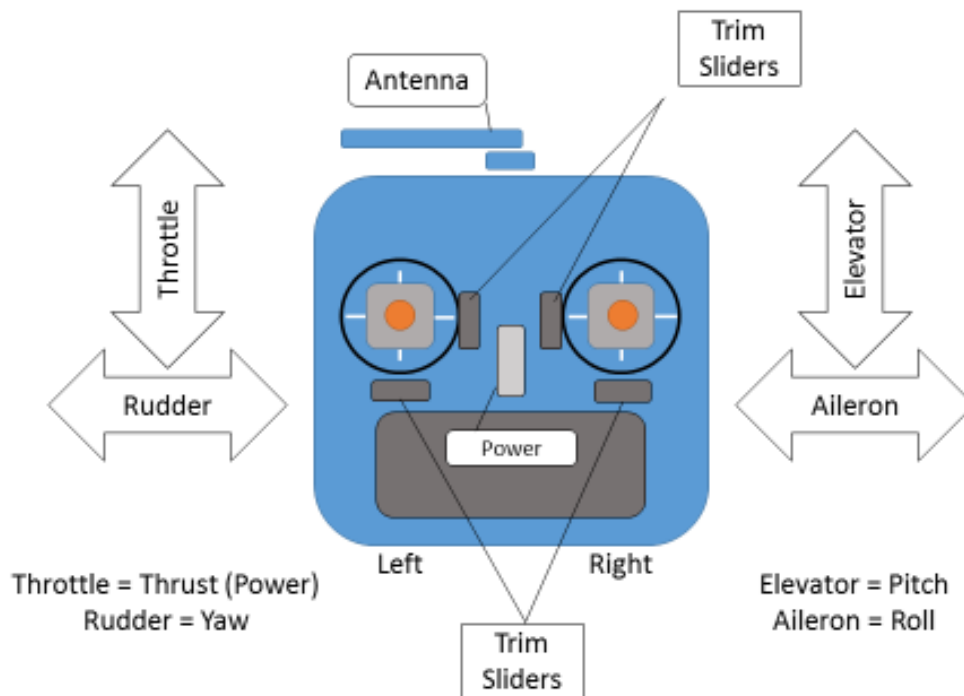 Trim
Sliders
Antenna
Throttle
Elevator
Rudder
Aileron
Power
Left
Right
Throttle = Thrust (Power)
Rudder = Yaw
Elevator = Pitch
Aileron = Roll
Trim
Sliders